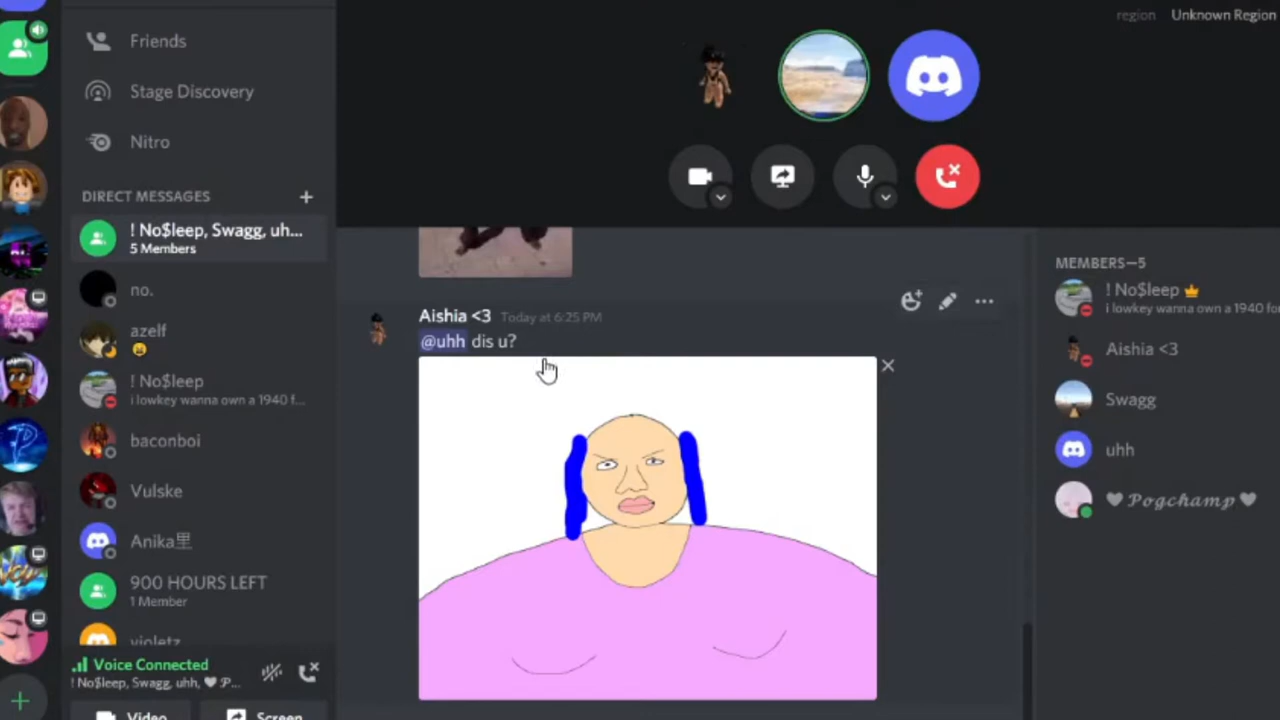 region Unknown Region
Friends
Stage Discovery
Nitro
DIRECT MESSAGES
! No$leep, Swagg, uh...
5 Members
no.
azelf
! No$leep
i lowkey wanna own a 1940 f...
baconboi
Vulske
Anika里
900 HOURS LEFT
1 Member
violetz
Voice Connected
! No$leep, Swagg, uhh, ♥ 𝓟...
Video
Screen
Aishia <3 Today at 6:25 PM
@uhh dis u?
MEMBERS—5
! No$leep
i lowkey wanna own a 1940 for
Aishia <3
Swagg
uhh
♥ 𝓟𝓸𝓰𝓬𝓱𝓪𝓶𝓹 ♥